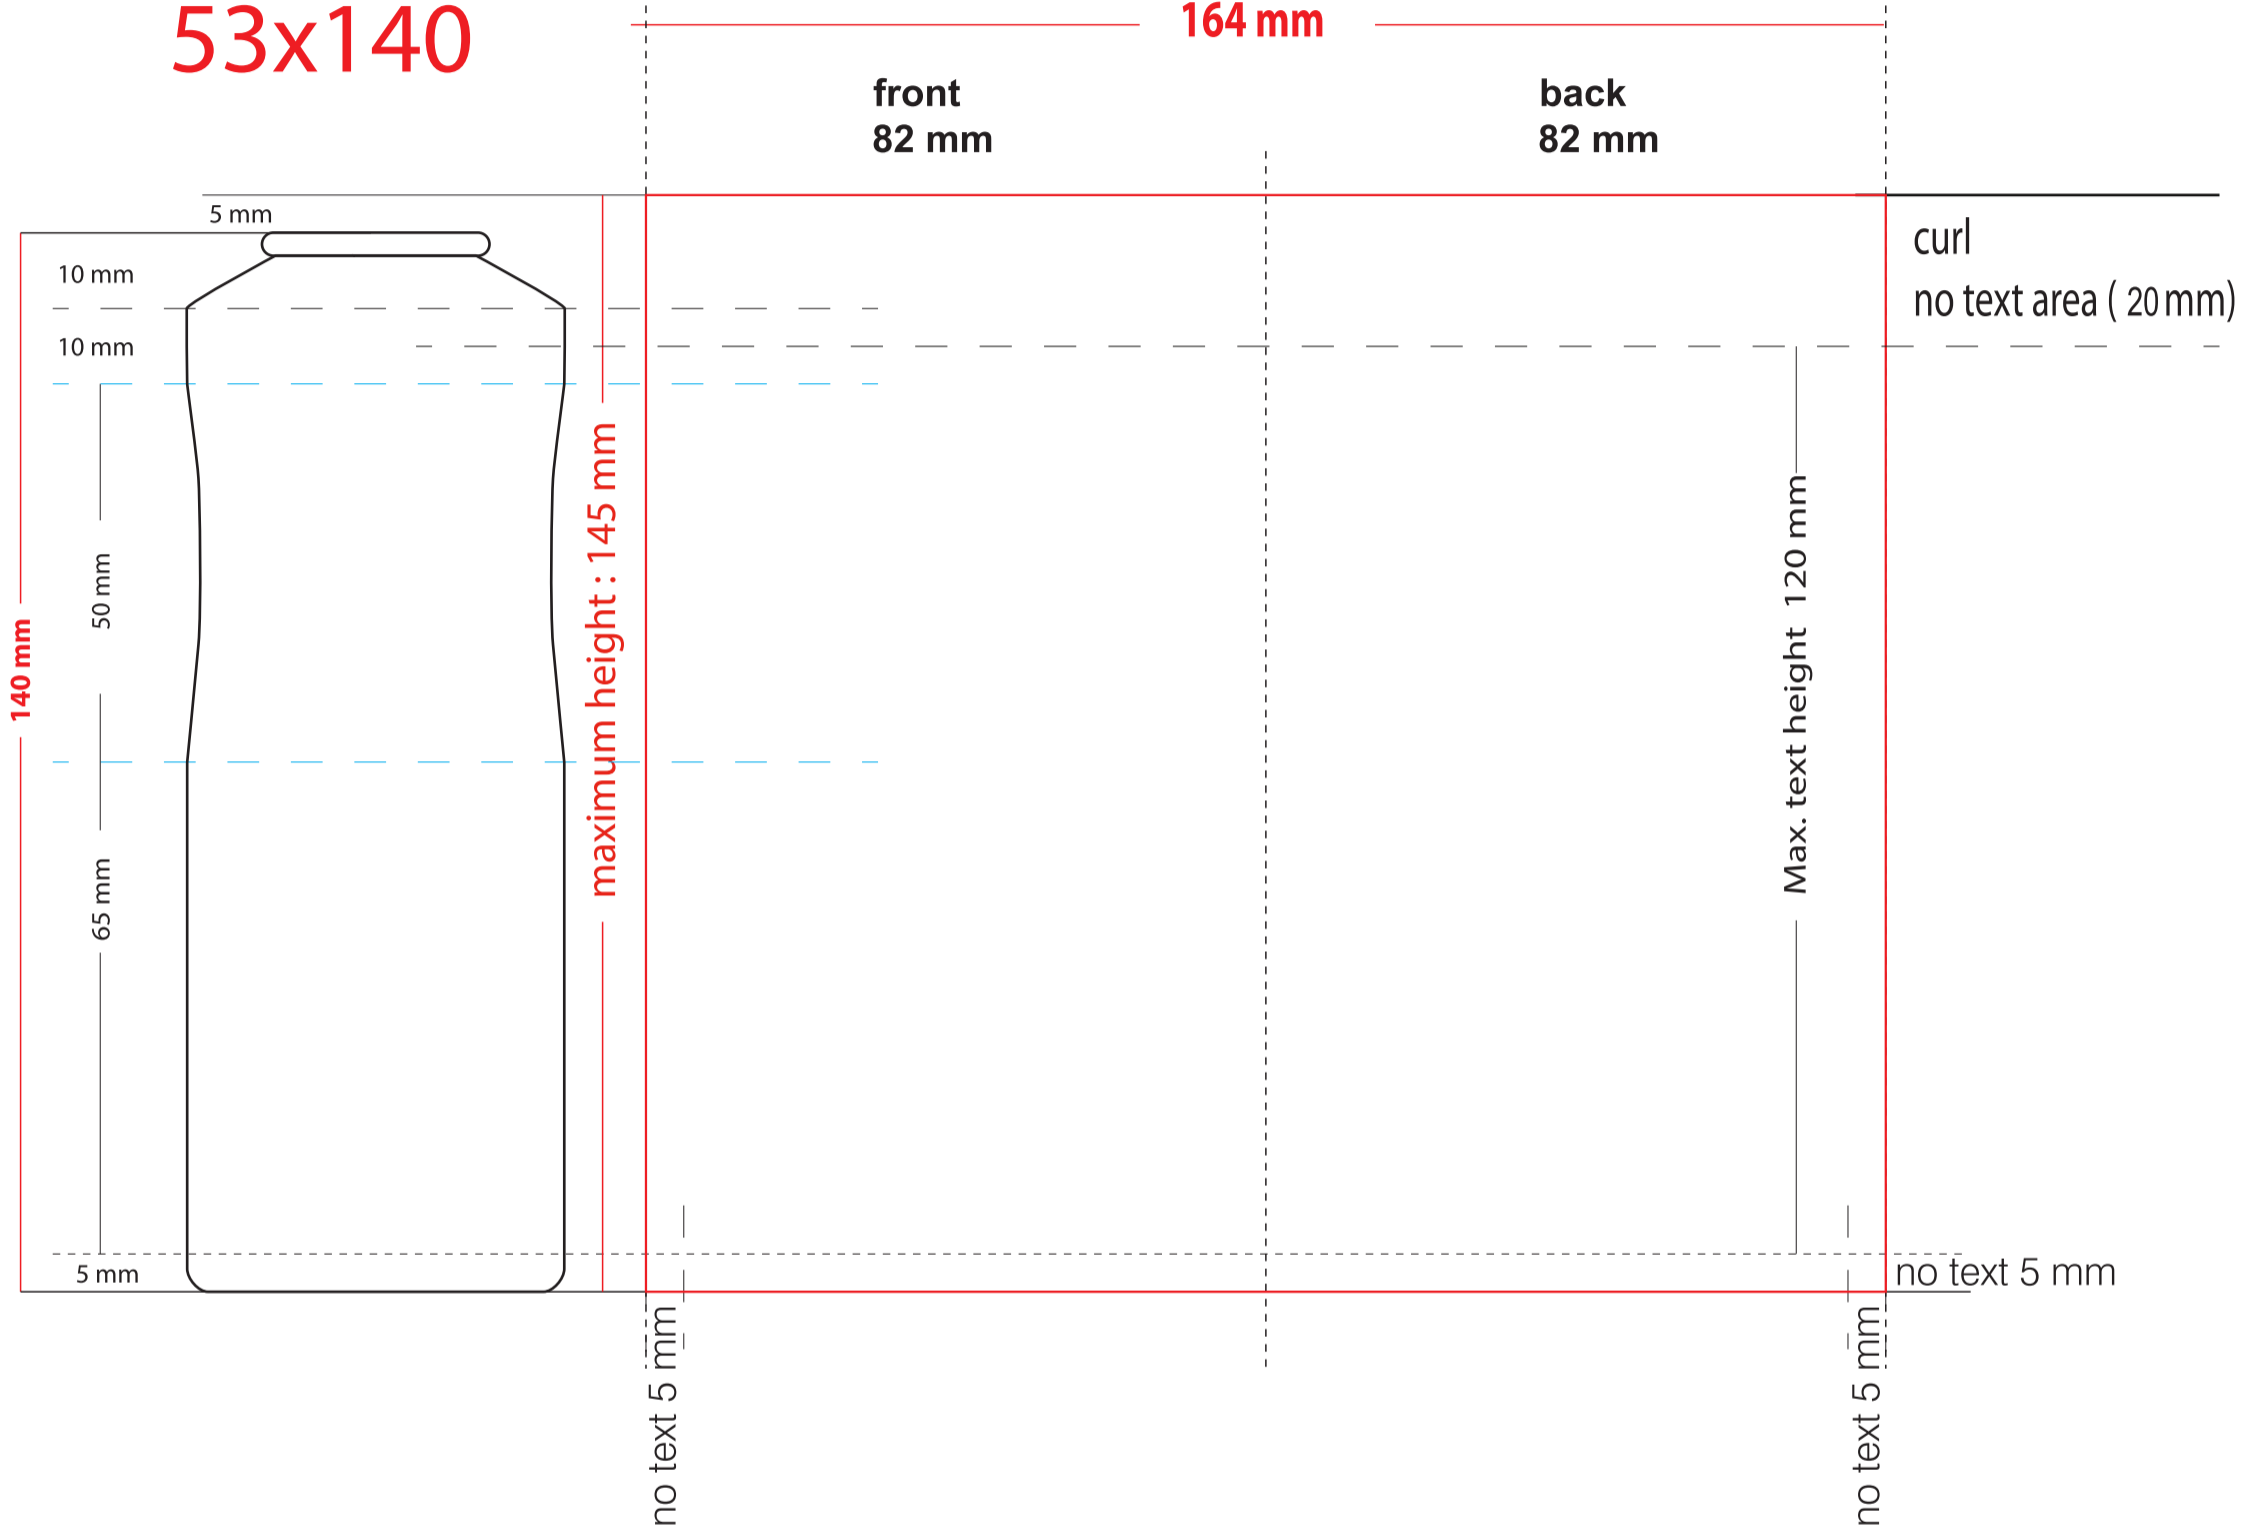 53x140
164 mm
front
82 mm
back
82 mm
5 mm
curl
no text area ( 20 mm)
10 mm
10 mm
50 mm
65 mm
5 mm
140 mm
maximum height : 145 mm
Max. text height 120 mm
no text 5 mm
no text 5 mm
no text 5 mm